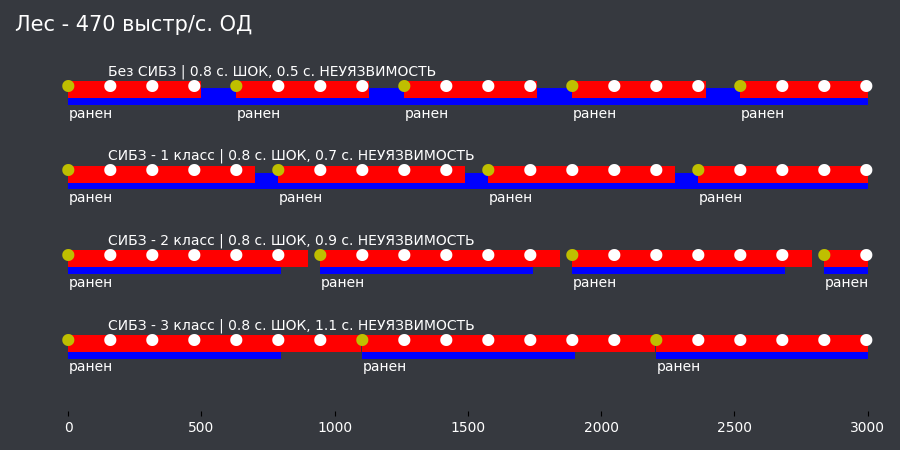 Лес - 470 выстр/с. ОД
Без СИБЗ | 0.8 с. ШОК, 0.5 с. НЕУЯЗВИМОСТЬ
ранен ранен ранен ранен ранен
СИБЗ - 1 класс | 0.8 с. ШОК, 0.7 с. НЕУЯЗВИМОСТЬ
ранен ранен ранен ранен
СИБЗ - 2 класс | 0.8 с. ШОК, 0.9 с. НЕУЯЗВИМОСТЬ
ранен ранен ранен ранен
СИБЗ - 3 класс | 0.8 с. ШОК, 1.1 с. НЕУЯЗВИМОСТЬ
ранен ранен ранен
0 500 1000 1500 2000 2500 3000